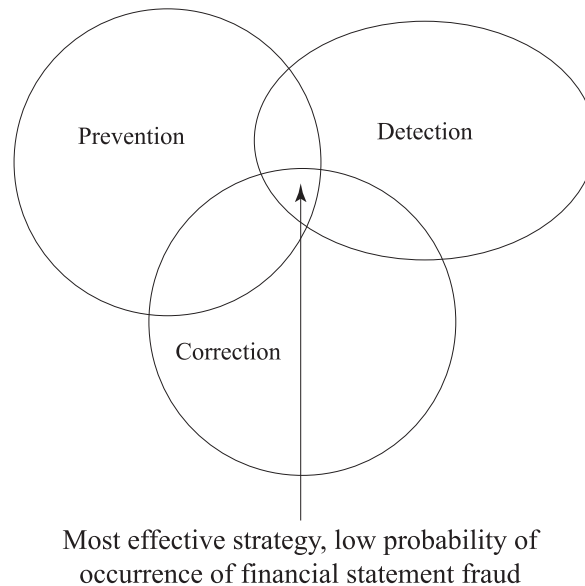 Prevention
Detection
Correction
Most effective strategy, low probability of
occurrence of financial statement fraud